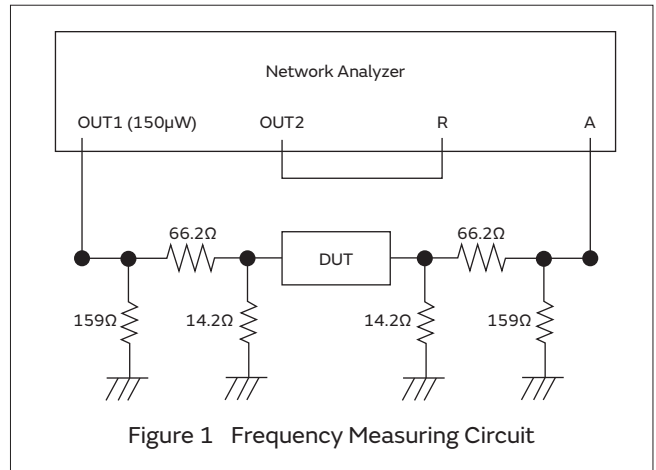 Network Analyzer
OUT1 (150μW) OUT2 R A
66.2Ω 66.2Ω
DUT
159Ω 14.2Ω 14.2Ω 159Ω
Figure 1 Frequency Measuring Circuit